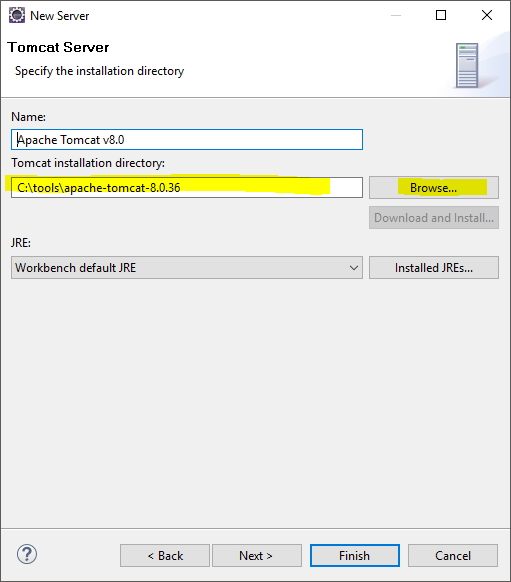 New Server
Tomcat Server
Specify the installation directory
Name:
Apache Tomcat v8.0
Tomcat installation directory:
C:\tools\apache-tomcat-8.0.36
Browse...
Download and Install...
JRE:
Workbench default JRE
Installed JREs...
?
< Back
Next >
Finish
Cancel